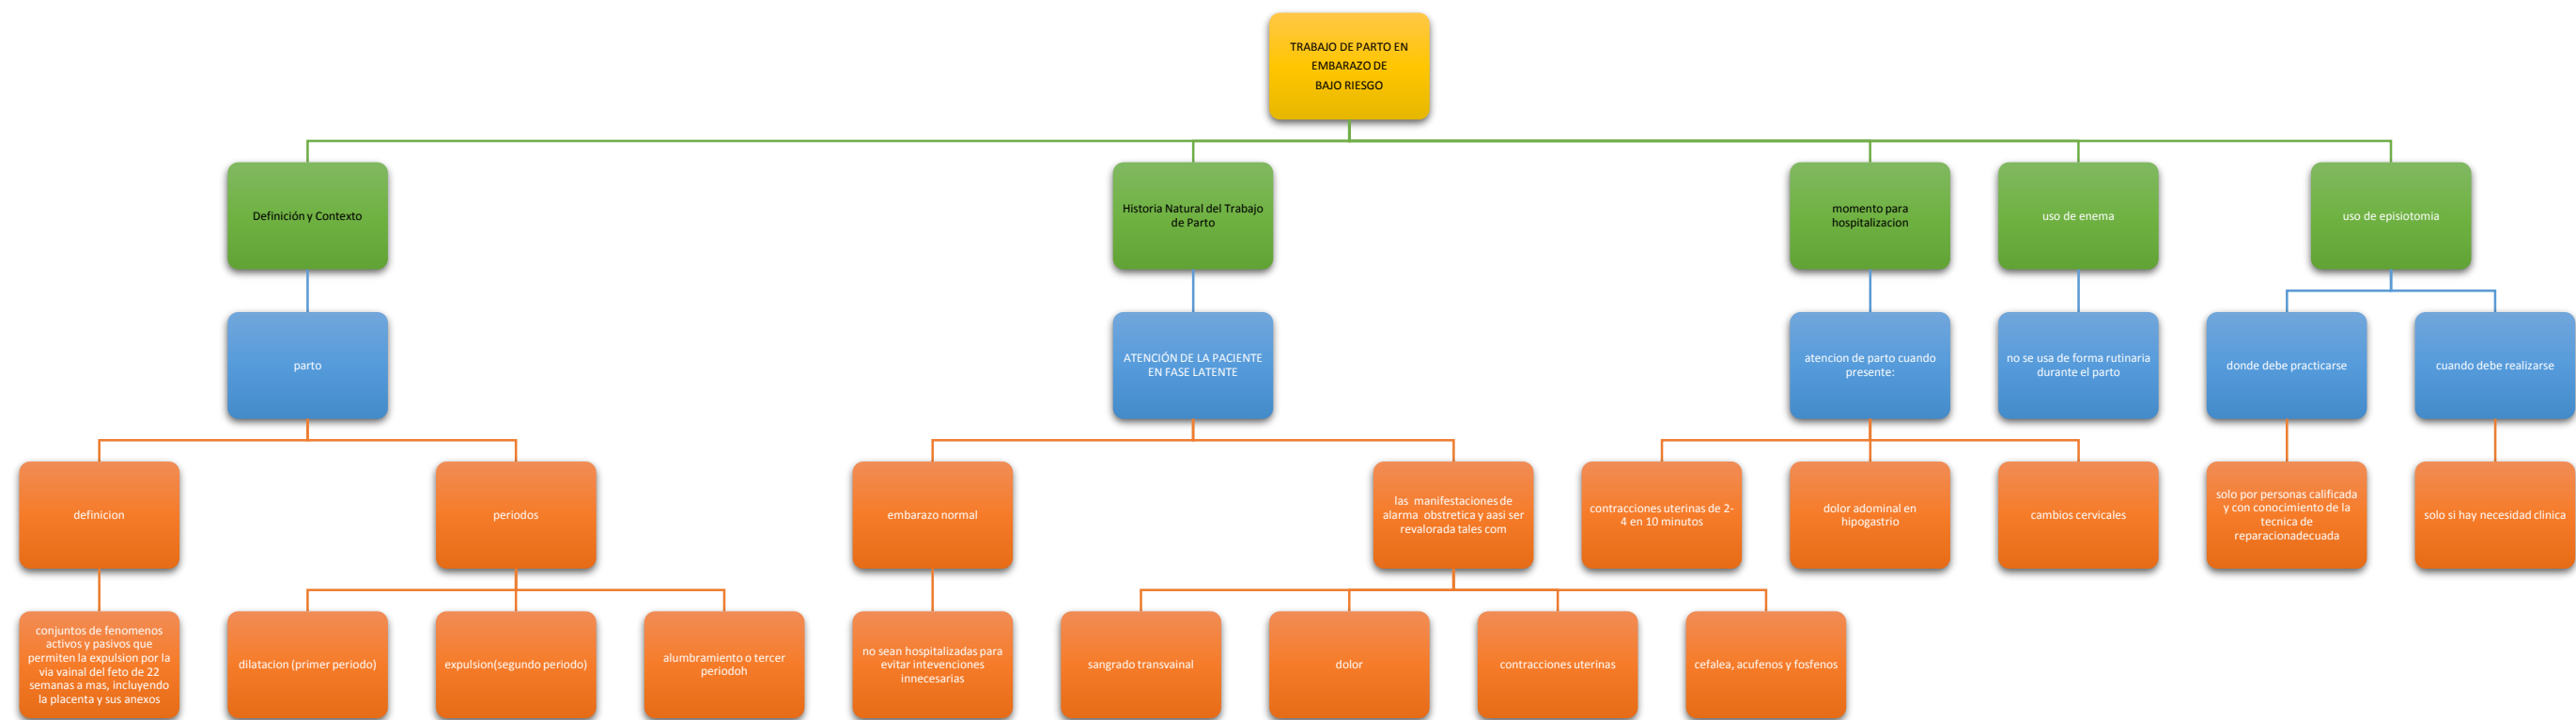 TRABAJO DE PARTO EN
EMBARAZO DE
BAJO RIESGO
Definición y Contexto
Historia Natural del Trabajo
de Parto
momento para
hospitalizacion
uso de enema
uso de episiotomia
parto
ATENCIÓN DE LA PACIENTE
EN FASE LATENTE
atencion de parto cuando
presente:
no se usa de forma rutinaria
durante el parto
donde debe practicarse
cuando debe realizarse
definicion
periodos
embarazo normal
las manifestaciones de
alarma obstretica y aasi ser
revalorada tales com
contracciones uterinas de 2-
4 en 10 minutos
dolor adominal en
hipogastrio
cambios cervicales
solo por personas calificada
y con conocimiento de la
tecnica de
reparacionadecuada
solo si hay necesidad clinica
conjuntos de fenomenos
activos y pasivos que
permiten la expulsion por la
via vainal del feto de 22
semanas a mas, incluyendo
la placenta y sus anexos
dilatacion (primer periodo)
expulsion(segundo periodo)
alumbramiento o tercer
periodoh
no sean hospitalizadas para
evitar intevenciones
innecesarias
sangrado transvainal
dolor
contracciones uterinas
cefalea, acufenos y fosfenos